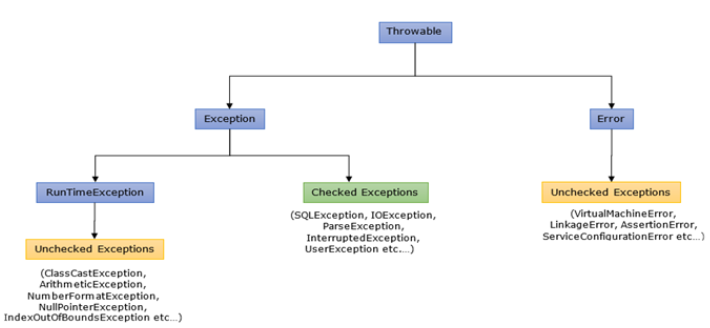 Throwable
Exception
Error
RunTimeException
Checked Exceptions
Unchecked Exceptions
(SQLException, IOException,
ParseException,
InterruptedException,
UserException etc....)
(VirtualMachineError,
LinkageError, AssertionError,
ServiceConfigurationError etc...)
Unchecked Exceptions
(ClassCastException,
ArithmeticException,
NumberFormatException,
NullPointerException,
IndexOutOfBoundsException etc...)